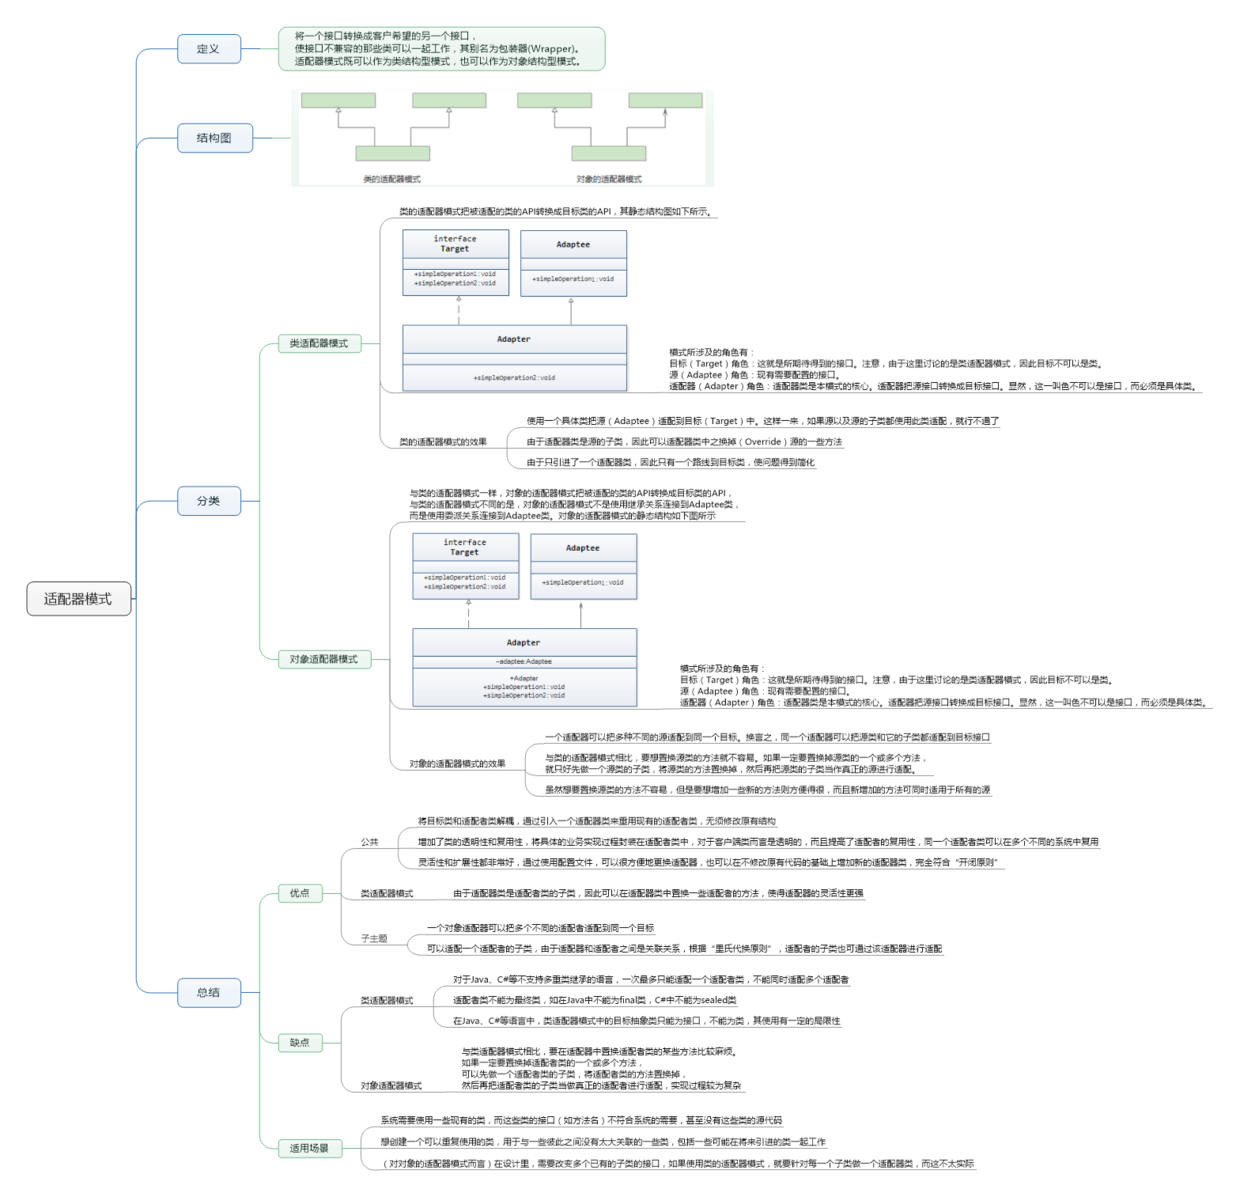 适配器模式
定义
将一个接口转换成客户希望的另一个接口，
使接口不兼容的那些类可以一起工作，其别名为包装器(Wrapper)。
适配器模式既可以作为类结构型模式，也可以作为对象结构型模式。
结构图
类的适配器模式
对象的适配器模式
分类
类适配器模式
类的适配器模式把被适配的类的API转换成目标类的API，其静态结构图如下所示。
interface
Target
+simpleOperation1:void
+simpleOperation2:void
Adaptee
+simpleOperation1:void
Adapter
+simpleOperation2:void
模式所涉及的角色有：
目标（Target）角色：这就是所期待得到的接口。注意，由于这里讨论的是类适配器模式，因此目标不可以是类。
源（Adaptee）角色：现有需要配置的接口。
适配器（Adapter）角色：适配器类是本模式的核心。适配器把源接口转换成目标接口。显然，这一叫色不可以是接口，而必须是具体类。
类的适配器模式的效果
使用一个具体类把源（Adaptee）适配到目标（Target）中。这样一来，如果源以及源的子类都使用此类适配，就行不通了
由于适配器类是源的子类，因此可以适配器类中之换掉（Override）源的一些方法
由于只引进了一个适配器类，因此只有一个路线到目标类，使问题得到简化
对象适配器模式
与类的适配器模式一样，对象的适配器模式把被适配的类的API转换成目标类的API，
与类的适配器模式不同的是，对象的适配器模式不是使用继承关系连接到Adaptee类，
而是使用委派关系连接到Adaptee类。对象的适配器模式的静态结构如下图所示
interface
Target
+simpleOperation1:void
+simpleOperation2:void
Adaptee
+simpleOperation1:void
Adapter
-adaptee:Adaptee
+Adapter
+simpleOperation1:void
+simpleOperation2:void
模式所涉及的角色有：
目标（Target）角色：这就是所期待得到的接口。注意，由于这里讨论的是类适配器模式，因此目标不可以是类。
源（Adaptee）角色：现有需要配置的接口。
适配器（Adapter）角色：适配器类是本模式的核心。适配器把源接口转换成目标接口。显然，这一叫色不可以是接口，而必须是具体类。
对象的适配器模式的效果
一个适配器可以把多种不同的源适配到同一个目标。换言之，同一个适配器可以把源类和它的子类都适配到目标接口
与类的适配器模式相比，要想置换源类的方法就不容易。如果一定要置换掉源类的一个或多个方法，
就只好先做一个源类的子类，将源类的方法置换掉，然后再把源类的子类当作真正的源进行适配。
虽然想要置换源类的方法不容易，但是要想增加一些新的方法则方便得很，而且新增加的方法可同时适用于所有的源
总结
优点
公共
将目标类和适配者类解耦，通过引入一个适配器类来重用现有的适配者类，无须修改原有结构
增加了类的透明性和复用性，将具体的业务实现过程封装在适配者类中，对于客户端类而言是透明的，而且提高了适配者的复用性，同一个适配者类可以在多个不同的系统中复用
灵活性和扩展性都非常好，通过使用配置文件，可以很方便地更换适配器，也可以在不修改原有代码的基础上增加新的适配器类，完全符合“开闭原则”
类适配器模式
由于适配器类是适配者类的子类，因此可以在适配器类中置换一些适配者的方法，使得适配器的灵活性更强
子主题
一个对象适配器可以把多个不同的适配者适配到同一个目标
可以适配一个适配者的子类，由于适配器和适配者之间是关联关系，根据“里氏代换原则”，适配者的子类也可通过该适配器进行适配
缺点
类适配器模式
对于Java、C#等不支持多重类继承的语言，一次最多只能适配一个适配者类，不能同时适配多个适配者
适配者类不能为最终类，如在Java中不能为final类，C#中不能为sealed类
在Java、C#等语言中，类适配器模式中的目标抽象类只能为接口，不能为类，其使用有一定的局限性
对象适配器模式
与类适配器模式相比，要在适配器中置换适配者类的某些方法比较麻烦。
如果一定要置换掉适配者类的一个或多个方法，
可以先做一个适配者类的子类，将适配者类的方法置换掉，
然后再把适配者类的子类当做真正的适配者进行适配，实现过程较为复杂
适用场景
系统需要使用一些现有的类，而这些类的接口（如方法名）不符合系统的需要，甚至没有这些类的源代码
想创建一个可以重复使用的类，用于与一些彼此之间没有太大关联的一些类，包括一些可能在将来引进的类一起工作
（对对象的适配器模式而言）在设计里，需要改变多个已有的子类的接口，如果使用类的适配器模式，就要针对每一个子类做一个适配器类，而这不太实际